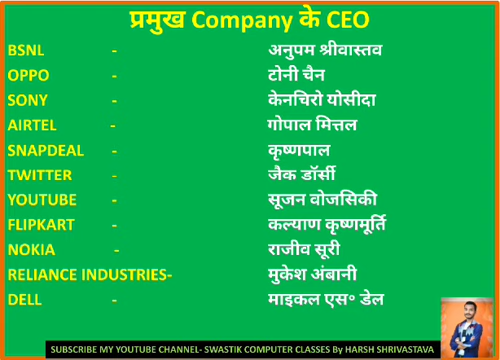 प्रमुख Company के CEO
BSNL - अनुपम श्रीवास्तव
OPPO - टोनी चैन
SONY - केनचिरो योसीदा
AIRTEL - गोपाल मित्तल
SNAPDEAL - कृष्णपाल
TWITTER - जैक डॉर्सी
YOUTUBE - सूजन वोजसिकी
FLIPKART - कल्याण कृष्णमूर्ति
NOKIA - राजीव सूरी
RELIANCE INDUSTRIES- मुकेश अंबानी
DELL - माइकल एस॰ डेल
SUBSCRIBE MY YOUTUBE CHANNEL- SWASTIK COMPUTER CLASSES By HARSH SHRIVASTAVA